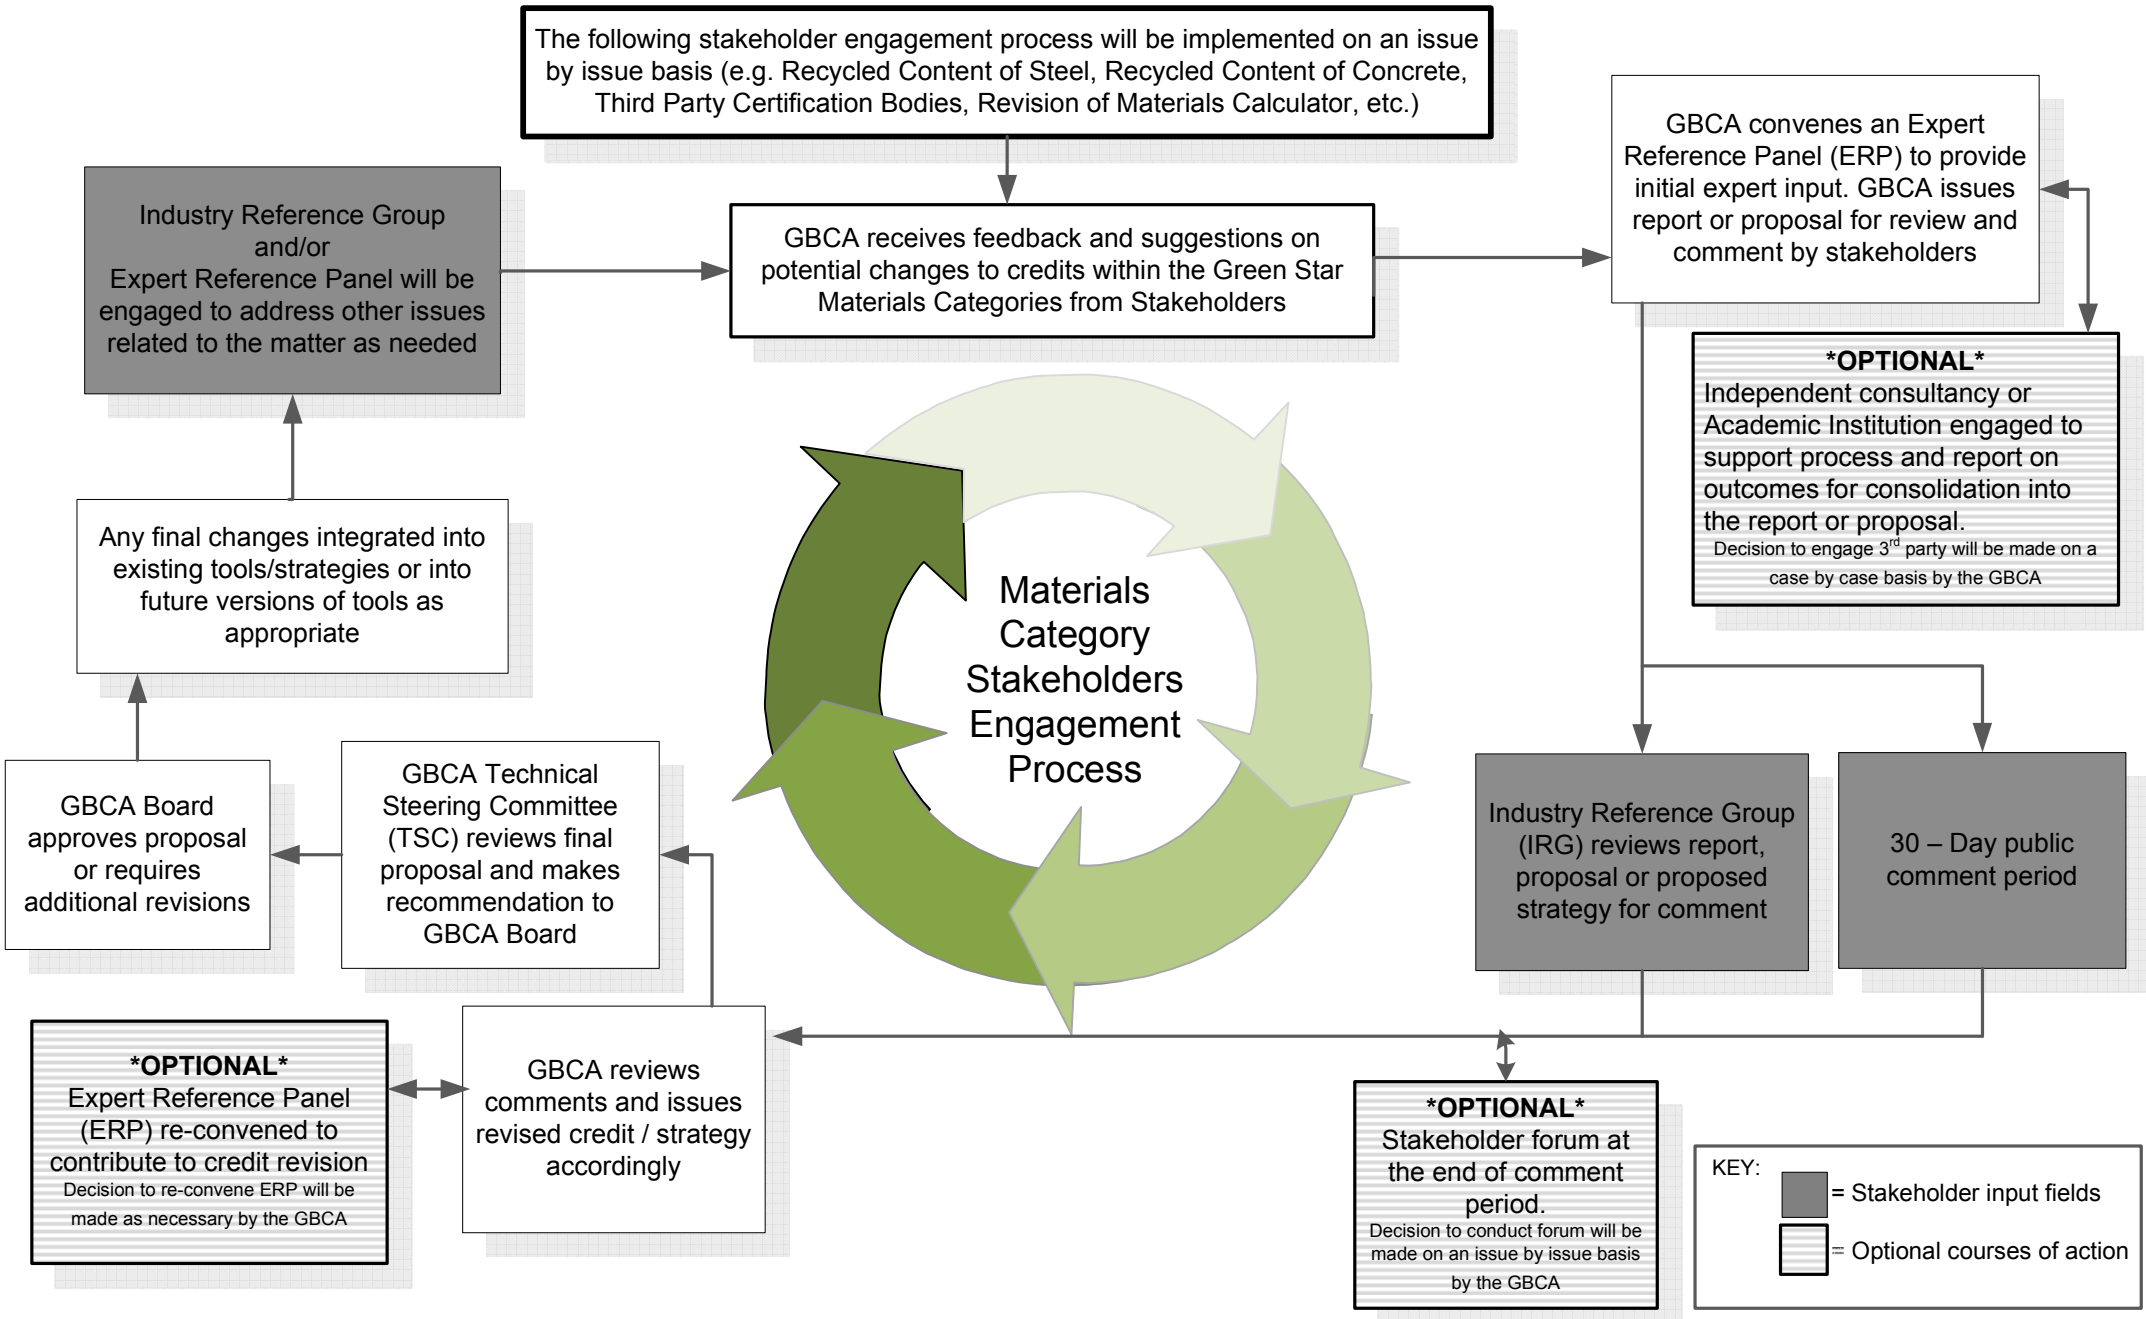 The following stakeholder engagement process will be implemented on an issue
by issue basis (e.g. Recycled Content of Steel, Recycled Content of Concrete,
Third Party Certification Bodies, Revision of Materials Calculator, etc.)
GBCA receives feedback and suggestions on
potential changes to credits within the Green Star
Materials Categories from Stakeholders
GBCA convenes an Expert
Reference Panel (ERP) to provide
initial expert input. GBCA issues
report or proposal for review and
comment by stakeholders
*OPTIONAL*
Independent consultancy or
Academic Institution engaged to
support process and report on
outcomes for consolidation into
the report or proposal.
Decision to engage 3rd party will be made on a
case by case basis by the GBCA
Industry Reference Group
(IRG) reviews report,
proposal or proposed
strategy for comment
30 – Day public
comment period
*OPTIONAL*
Stakeholder forum at
the end of comment
period.
Decision to conduct forum will be
made on an issue by issue basis
by the GBCA
GBCA reviews
comments and issues
revised credit / strategy
accordingly
*OPTIONAL*
Expert Reference Panel
(ERP) re-convened to
contribute to credit revision
Decision to re-convene ERP will be
made as necessary by the GBCA
GBCA Technical
Steering Committee
(TSC) reviews final
proposal and makes
recommendation to
GBCA Board
GBCA Board
approves proposal
or requires
additional revisions
Any final changes integrated into
existing tools/strategies or into
future versions of tools as
appropriate
Industry Reference Group
and/or
Expert Reference Panel will be
engaged to address other issues
related to the matter as needed
Materials
Category
Stakeholders
Engagement
Process
KEY:
= Stakeholder input fields
= Optional courses of action